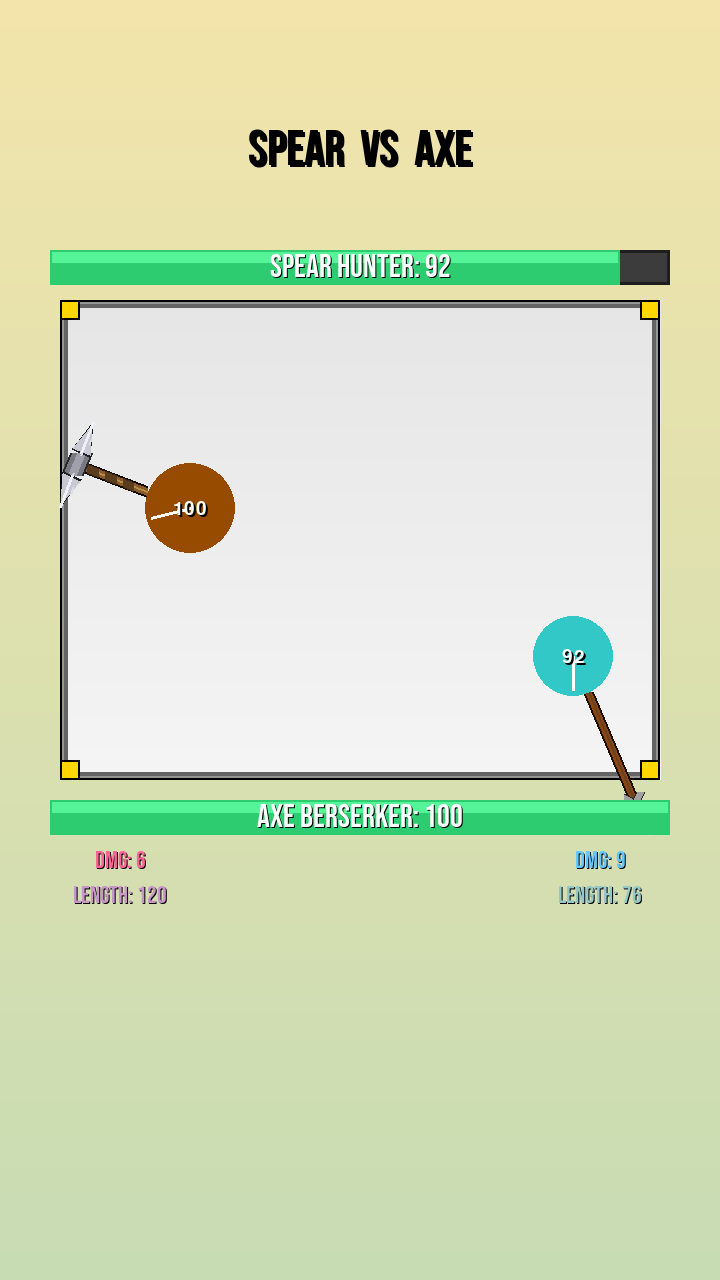 SPEAR VS AXE
SPEAR HUNTER: 92
100
92
AXE BERSERKER: 100
DMG: 6
DMG: 9
LENGTH: 120
LENGTH: 76